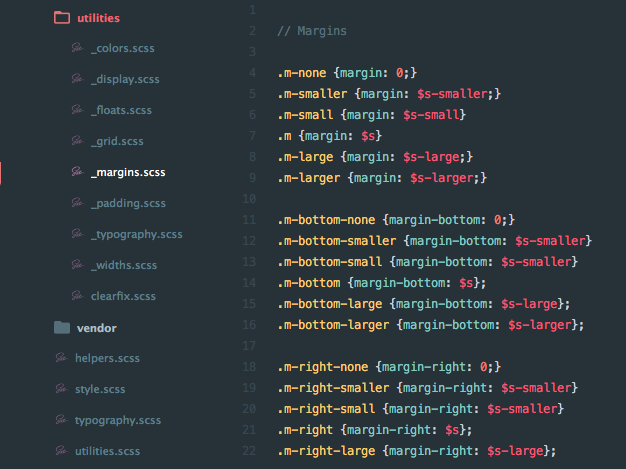 utilities
_colors.scss
_display.scss
_floats.scss
_grid.scss
_margins.scss
_padding.scss
_typography.scss
_widths.scss
clearfix.scss
vendor
helpers.scss
style.scss
typography.scss
utilities.scss
1
2 // Margins
3
4 .m-none {margin: 0;}
5 .m-smaller {margin: $s-smaller;}
6 .m-small {margin: $s-small}
7 .m {margin: $s}
8 .m-large {margin: $s-large;}
9 .m-larger {margin: $s-larger;}
10
11 .m-bottom-none {margin-bottom: 0;}
12 .m-bottom-smaller {margin-bottom: $s-smaller}
13 .m-bottom-small {margin-bottom: $s-smaller}
14 .m-bottom {margin-bottom: $s};
15 .m-bottom-large {margin-bottom: $s-large};
16 .m-bottom-larger {margin-bottom: $s-larger};
17
18 .m-right-none {margin-right: 0;}
19 .m-right-smaller {margin-right: $s-smaller}
20 .m-right-small {margin-right: $s-smaller}
21 .m-right {margin-right: $s};
22 .m-right-large {margin-right: $s-large};